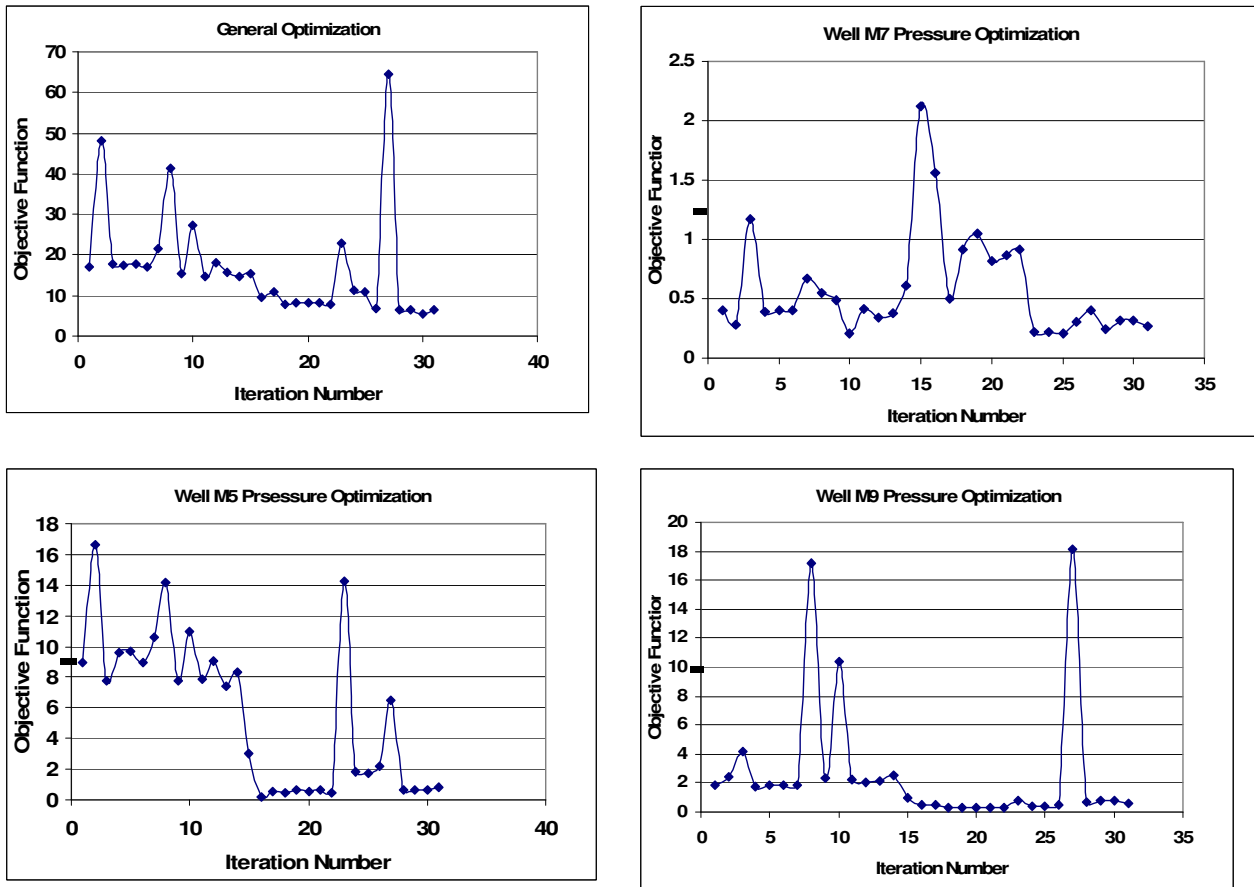 General Optimization
70
60
50
40
30
20
10
0
0 10 20 30 40
Objective Function
Iteration Number
Well M7 Pressure Optimization
2.5
2
1.5
1
0.5
0
0 5 10 15 20 25 30 35
Objective Functior
Iteration Number
Well M5 Prsessure Optimization
18
16
14
12
10
8
6
4
2
0
0 10 20 30 40
Objective Function
Iteration Number
Well M9 Pressure Optimization
20
18
16
14
12
10
8
6
4
2
0
0 5 10 15 20 25 30 35
Objective Functior
Iteration Number